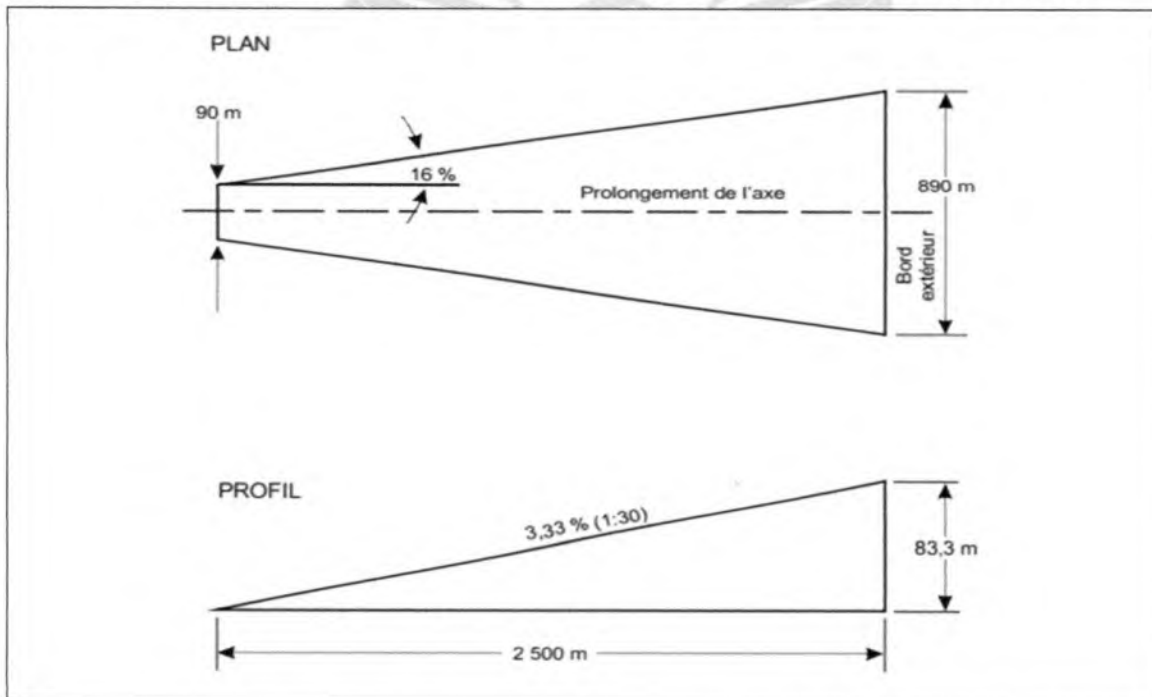 PLAN
90 m
16 %
Prolongement de l'axe
890 m
Bord
extérieur
PROFIL
3,33 % (1:30)
83,3 m
2 500 m